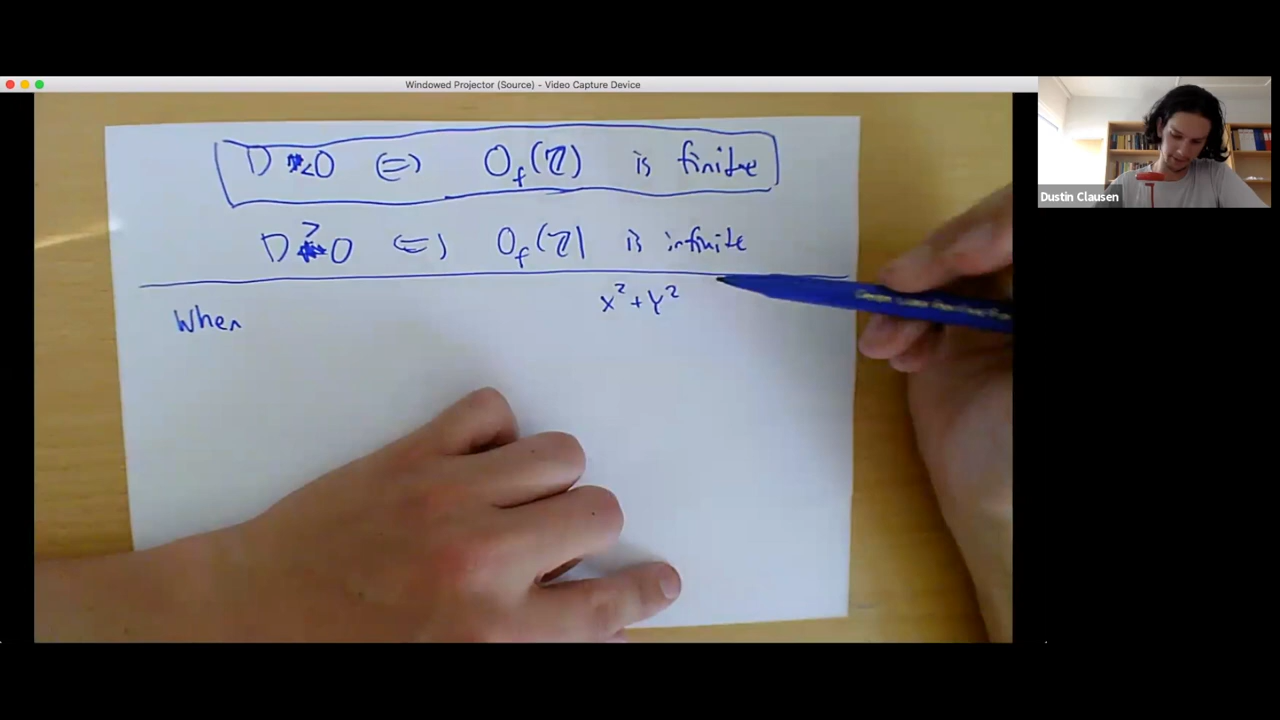 Windowed Projector (Source) - Video Capture Device
D < 0 ⇔ O_f(ℤ) is finite
Dustin Clausen
D > 0 ⇔ O_f(ℤ) is infinite
x² + y²
When